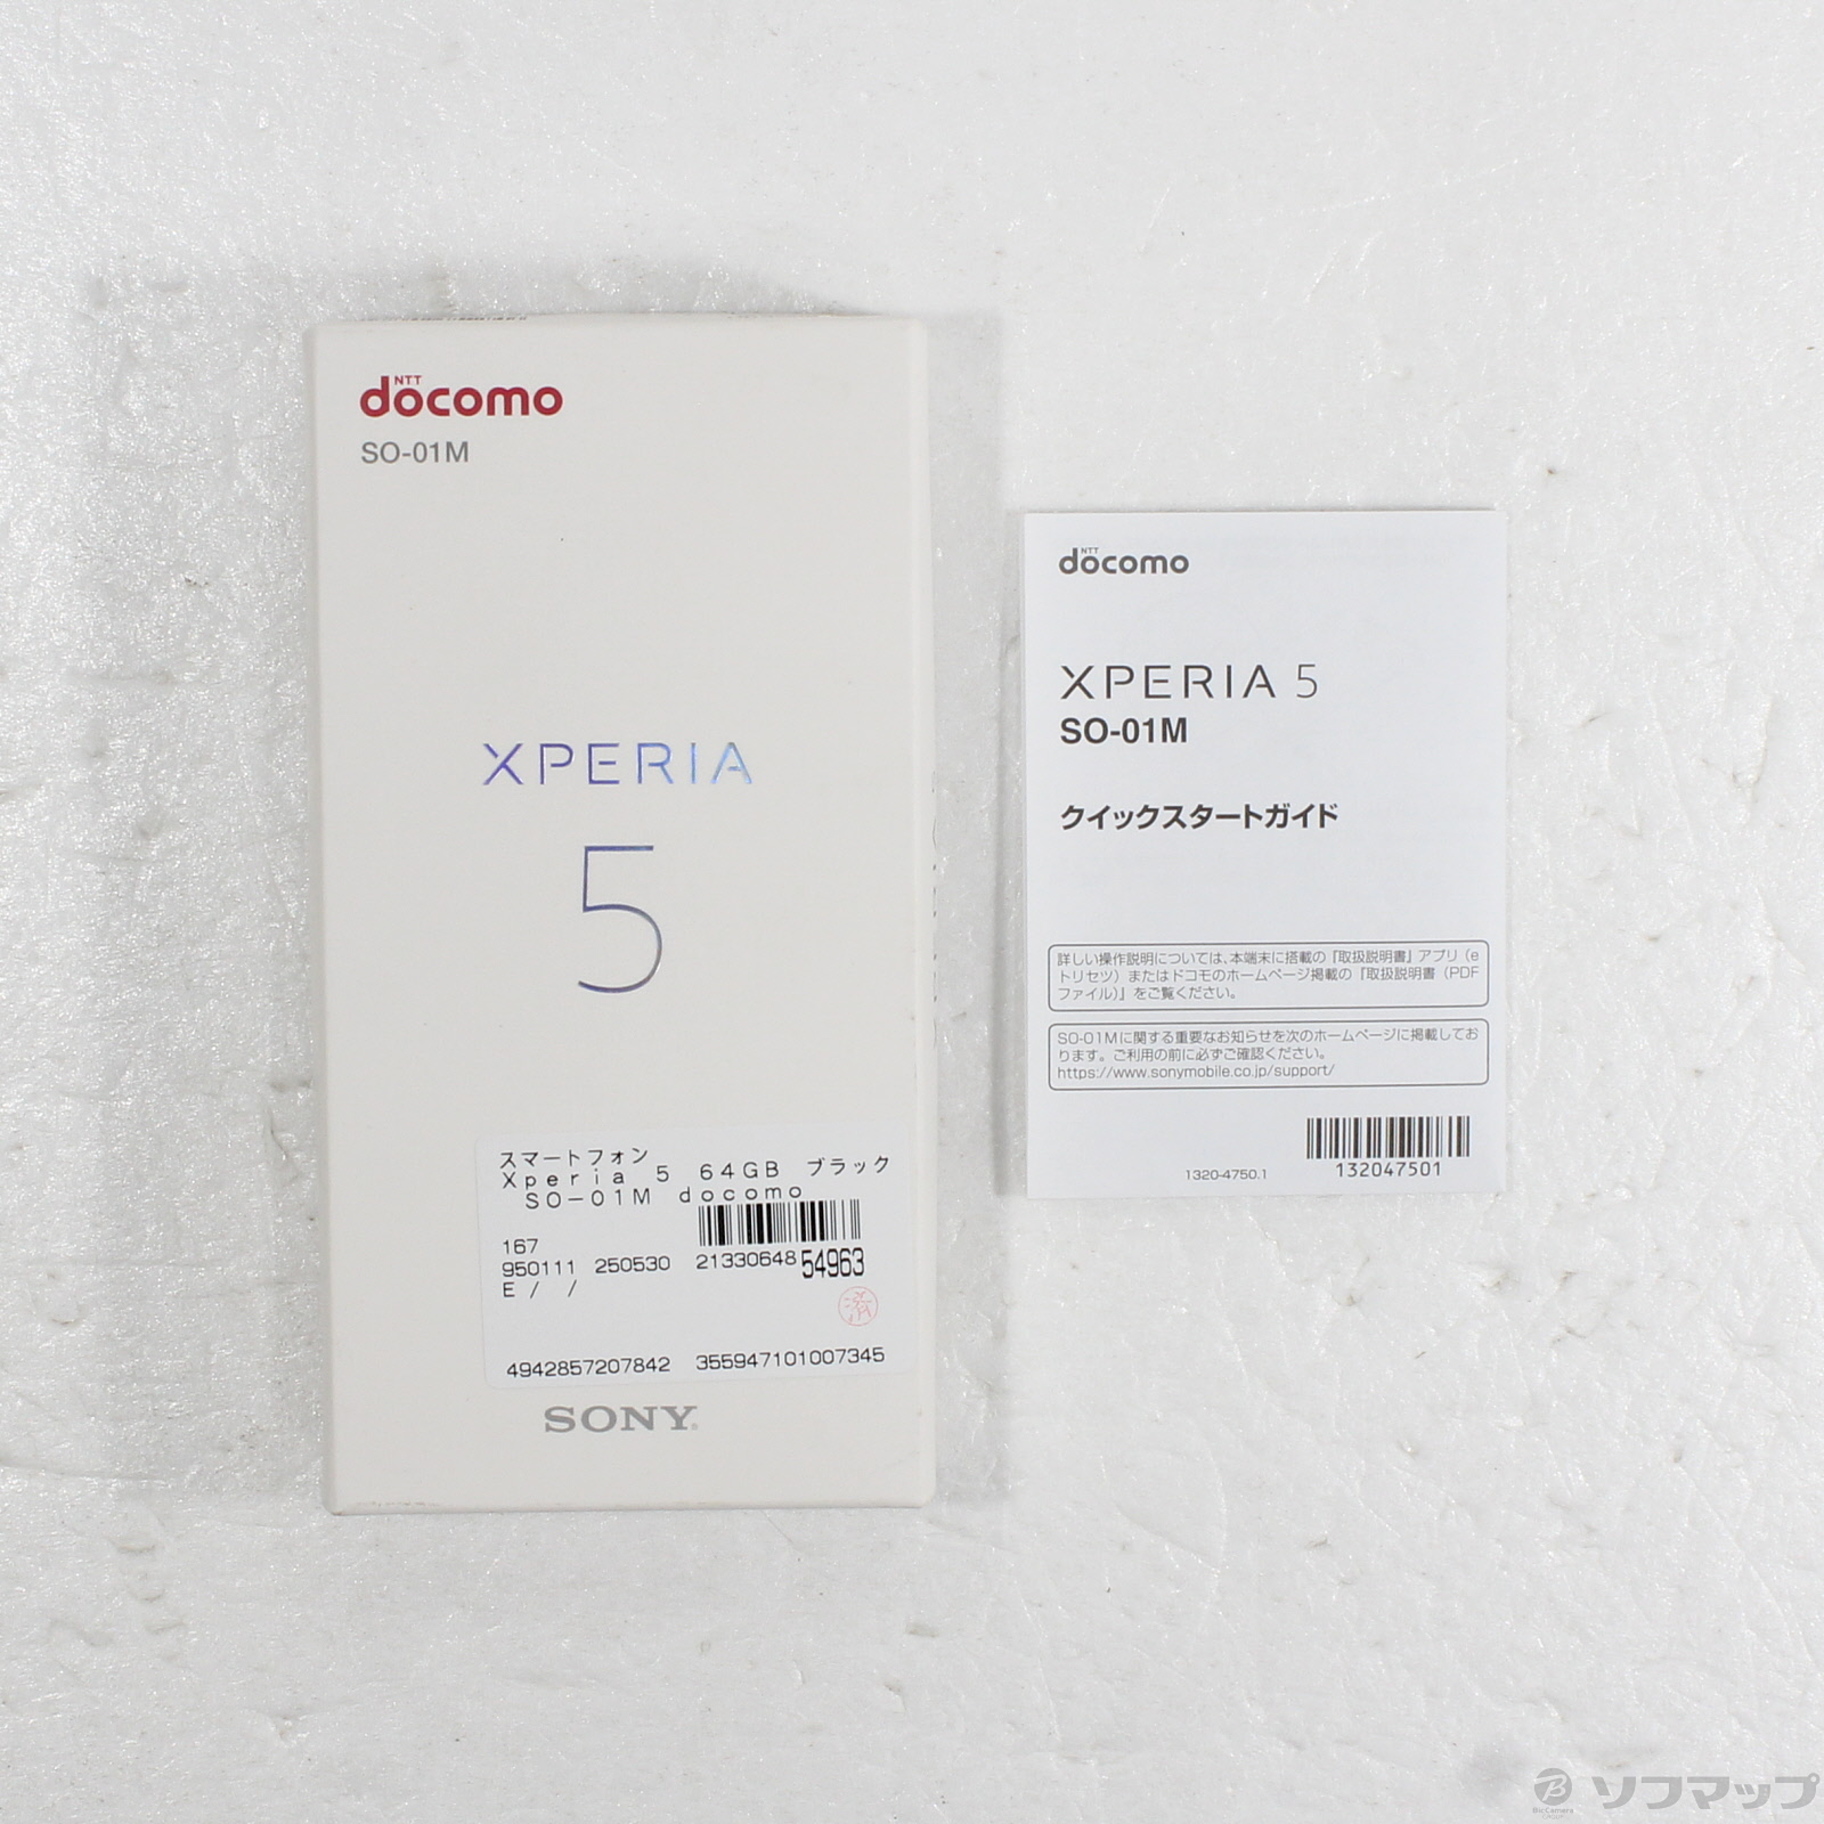 NTT
docomo
SO-01M
XPERIA
5
スマートフォン
Xperia 5 64GB ブラック
SO-01M docomo
167
950111 250530 2133064854963
E / /
済
4942857207842 355947101007345
SONY®
NTT
docomo
XPERIA 5
SO-01M
クイックスタートガイド
詳しい操作説明については、本端末に搭載の『取扱説明書』アプリ（e
トリセツ）またはドコモのホームページ掲載の『取扱説明書（PDF
ファイル）』をご覧ください。
SO-01Mに関する重要なお知らせを次のホームページに掲載してお
ります。ご利用の前に必ずご確認ください。
https://www.sonymobile.co.jp/support/
1320-4750.1
132047501
B
BicCamera
GROUP
ソフマップ